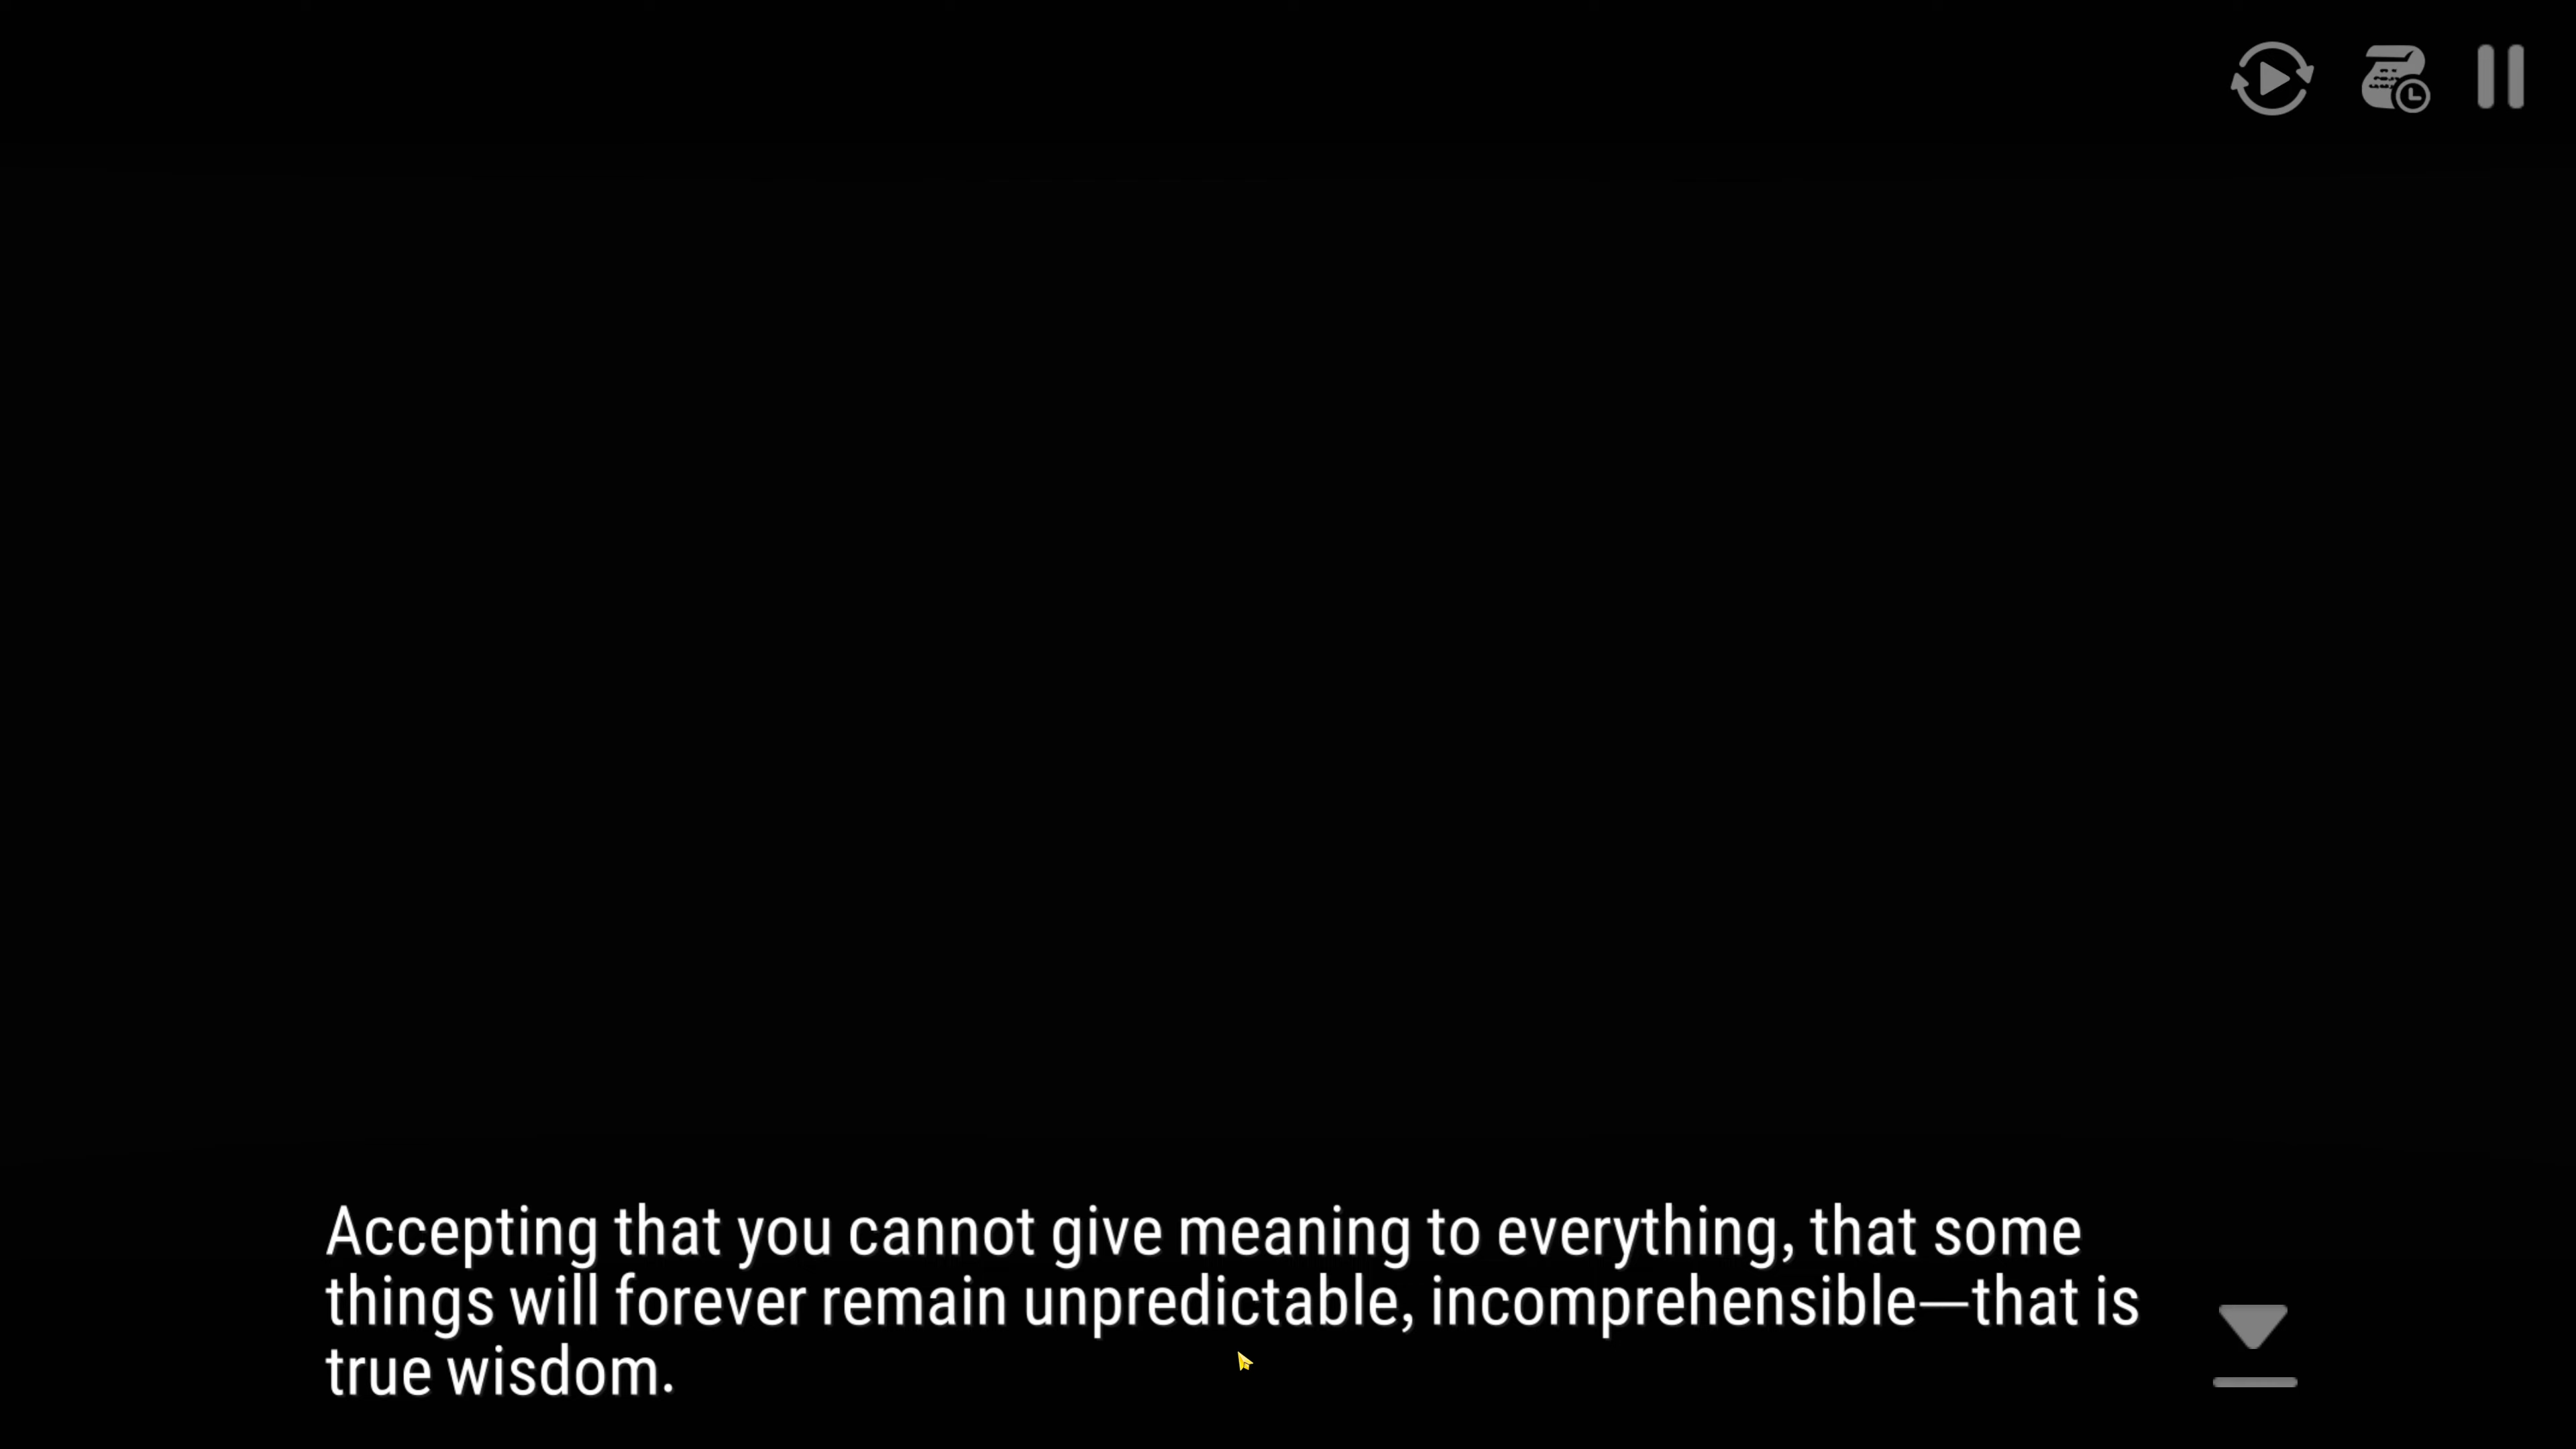 Accepting that you cannot give meaning to everything, that some
things will forever remain unpredictable, incomprehensible—that is
true wisdom.